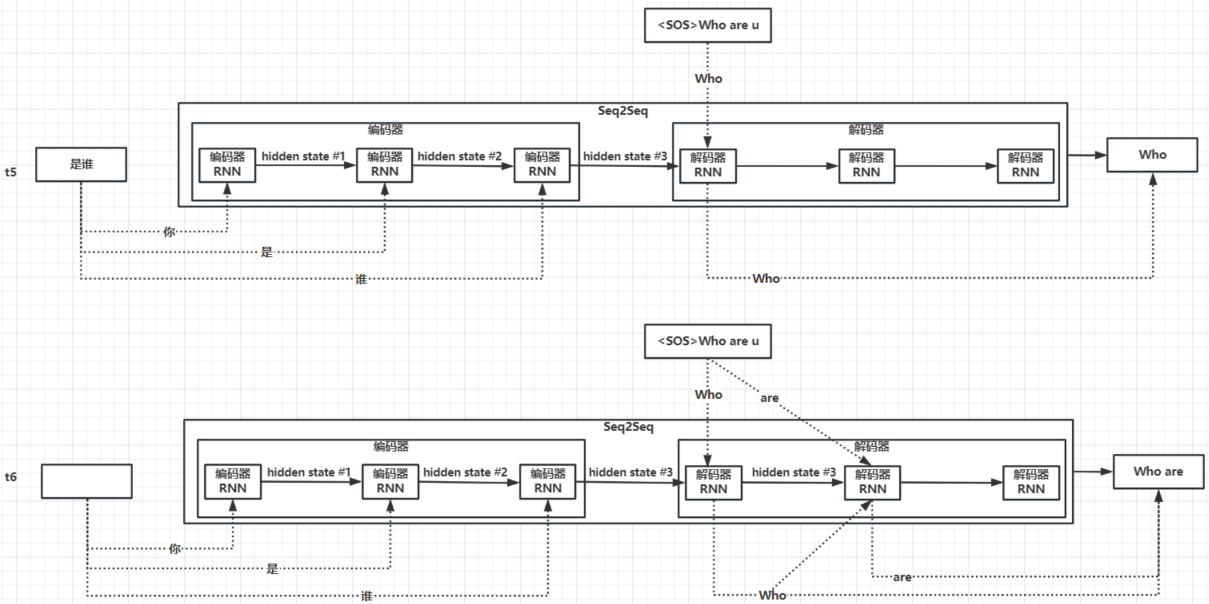 <SOS>Who are u
Who
Seq2Seq
编码器
解码器
t5
是谁
编码器
RNN
hidden state #1
编码器
RNN
hidden state #2
编码器
RNN
hidden state #3
解码器
RNN
解码器
RNN
解码器
RNN
Who
你
是
谁
Who
<SOS>Who are u
Who
are
Seq2Seq
编码器
解码器
t6
编码器
RNN
hidden state #1
编码器
RNN
hidden state #2
编码器
RNN
hidden state #3
解码器
RNN
hidden state #3
解码器
RNN
解码器
RNN
Who are
你
是
谁
are
Who